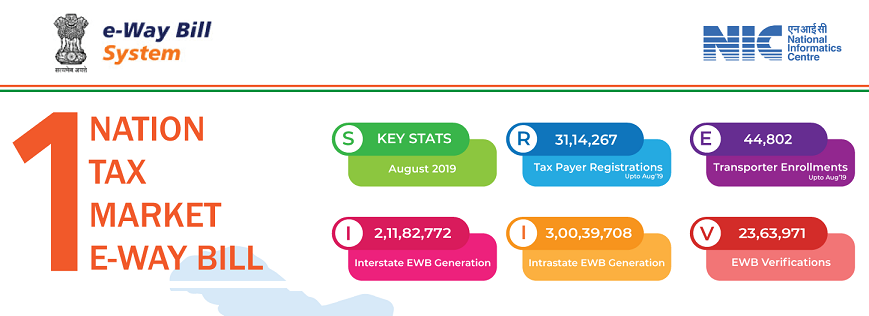 e-Way Bill
System
सत्यमेव जयते
NIC
एन आई सी
National
Informatics
Centre
1
NATION
TAX
MARKET
E-WAY BILL
S KEY STATS
August 2019
R 31,14,267
Tax Payer Registrations
Upto Aug'19
E 44,802
Transporter Enrollments
Upto Aug'19
I 2,11,82,772
Interstate EWB Generation
I 3,00,39,708
Intrastate EWB Generation
V 23,63,971
EWB Verifications